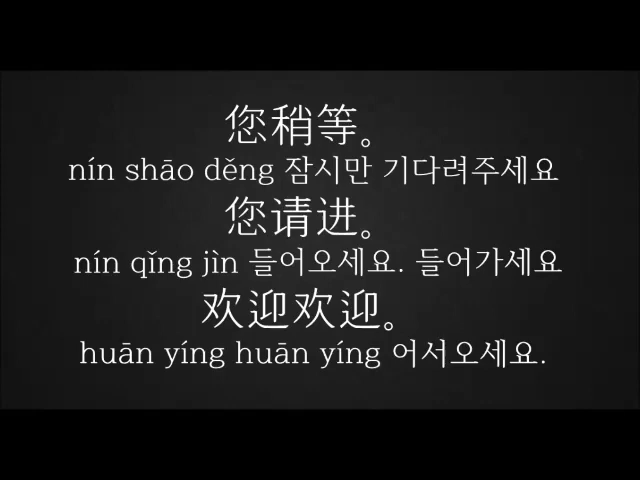 您稍等。
nín shāo děng 잠시만 기다려주세요
您请进。
nín qǐng jìn 들어오세요. 들어가세요
欢迎欢迎。
huān yíng huān yíng 어서오세요.